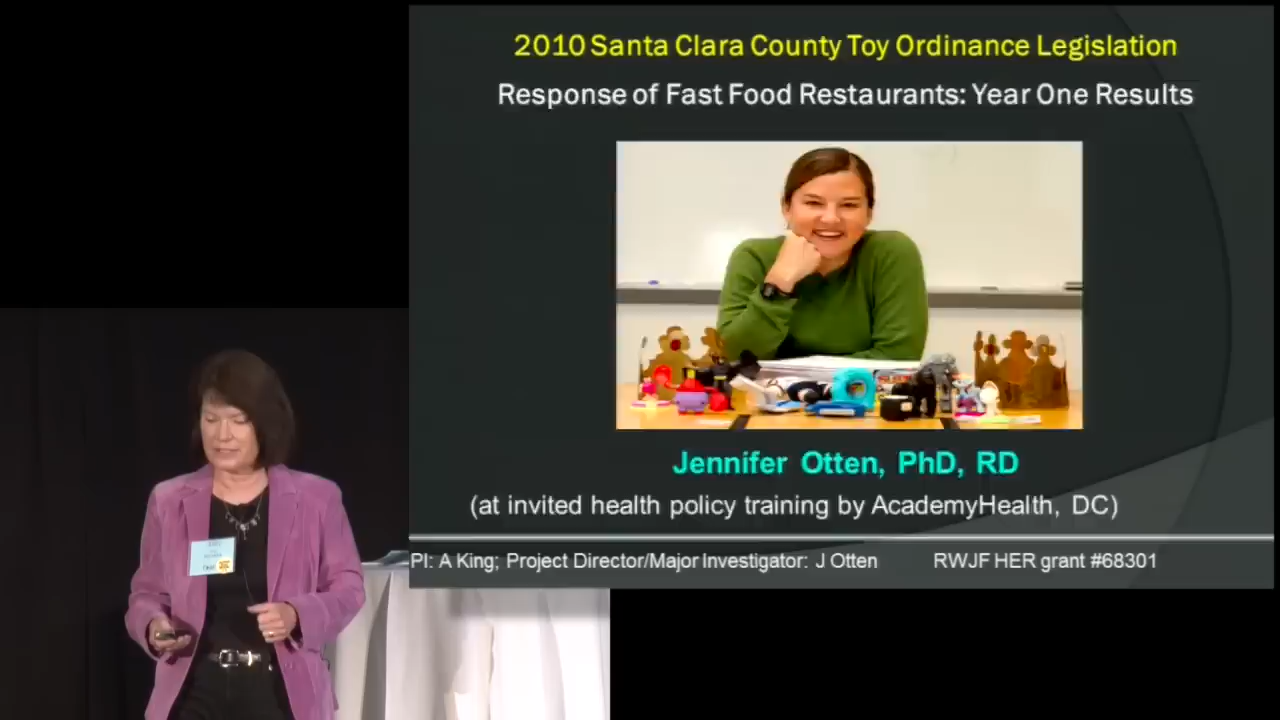 2010 Santa Clara County Toy Ordinance Legislation
Response of Fast Food Restaurants: Year One Results
Jennifer Otten, PhD, RD
(at invited health policy training by AcademyHealth, DC)
PI: A King; Project Director/Major Investigator: J Otten RWJF HER grant #68301